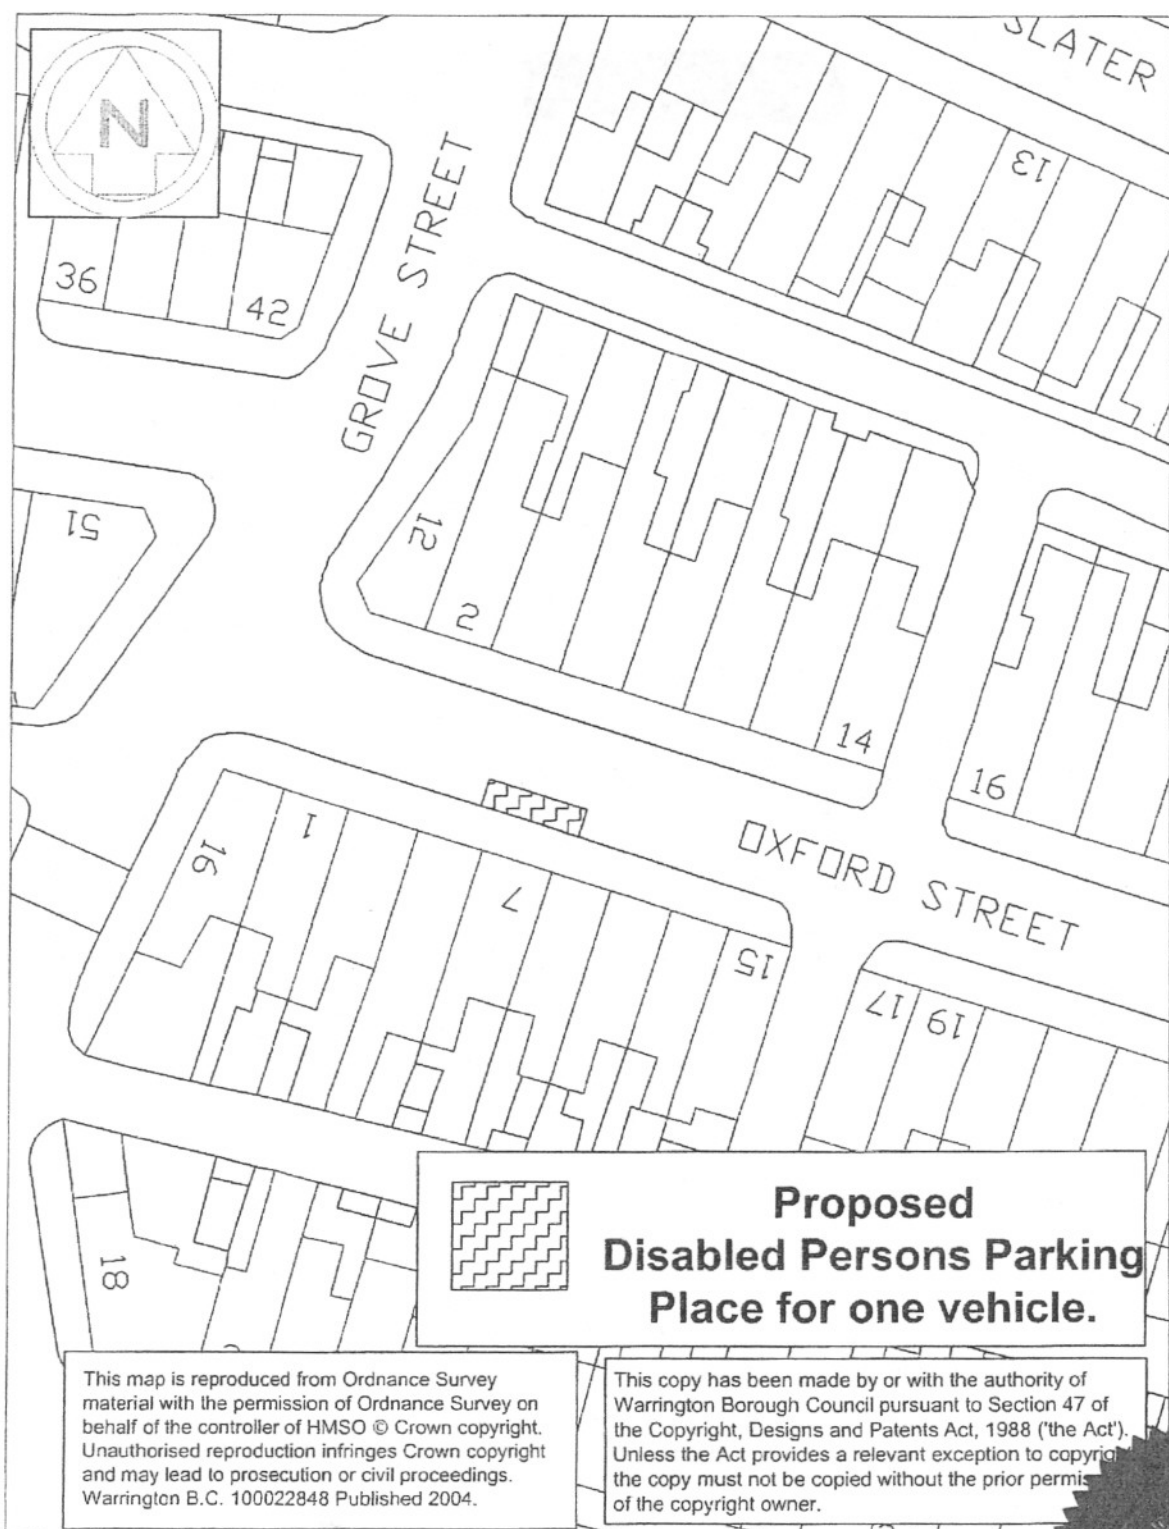 SLATER
N
13
GROVE STREET
36
42
51
12
2
14
16
OXFORD STREET
16
1
7
15
17
19
18
Proposed
Disabled Persons Parking
Place for one vehicle.
This map is reproduced from Ordnance Survey
material with the permission of Ordnance Survey on
behalf of the controller of HMSO © Crown copyright.
Unauthorised reproduction infringes Crown copyright
and may lead to prosecution or civil proceedings.
Warrington B.C. 100022848 Published 2004.
This copy has been made by or with the authority of
Warrington Borough Council pursuant to Section 47 of
the Copyright, Designs and Patents Act, 1988 ('the Act').
Unless the Act provides a relevant exception to copyrig
the copy must not be copied without the prior permis
of the copyright owner.